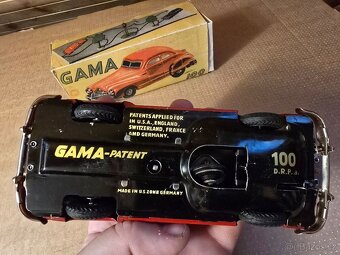 GAMA
100
PATENTS APPLIED FOR
IN U.S.A., ENGLAND,
SWITZERLAND, FRANCE
AND GERMANY.
GAMA-PATENT
100
D.R.P.a.
MADE IN US ZONE GERMANY